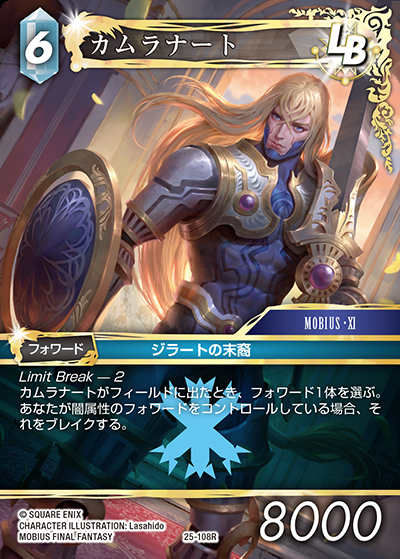 6
カムラナート
LB
MOBIUS・XI
フォワード
ジラートの末裔
Limit Break — 2
カムラナートがフィールドに出たとき、フォワード1体を選ぶ。
あなたが闇属性のフォワードをコントロールしている場合、そ
れをブレイクする。
© SQUARE ENIX
CHARACTER ILLUSTRATION: Lasahido
MOBIUS FINAL FANTASY
25-108R
8000